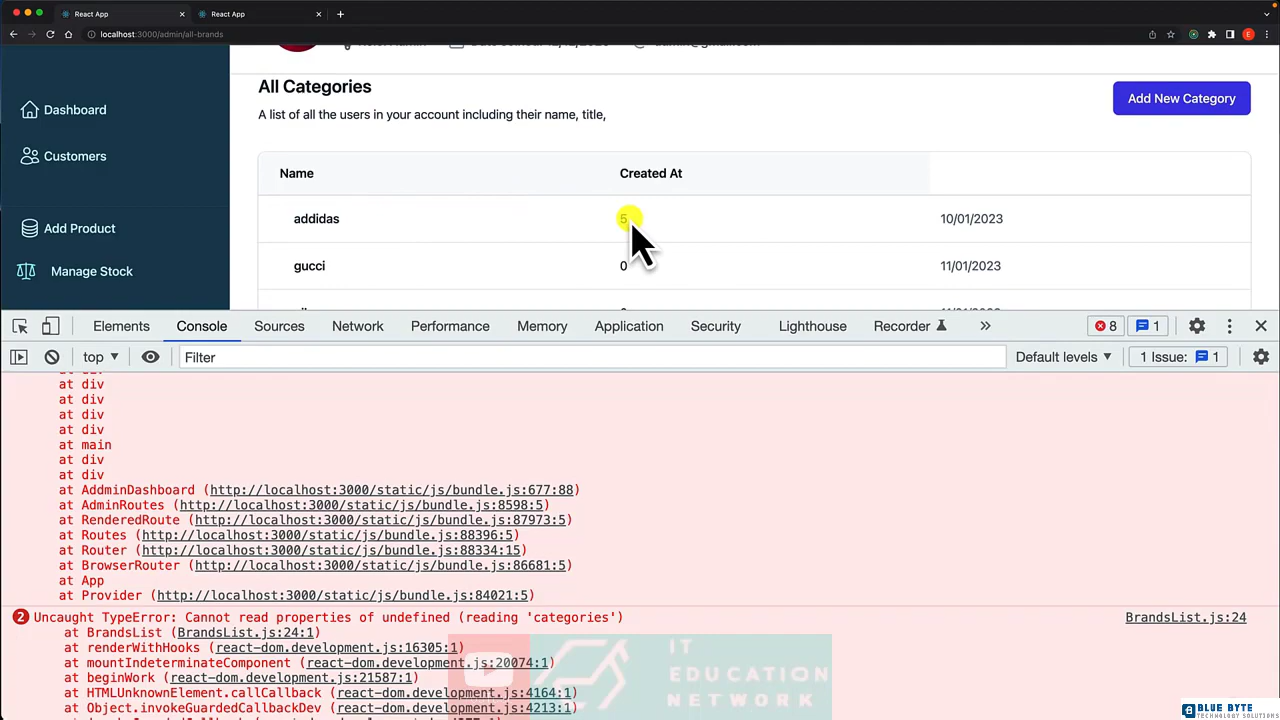 React App
React App
localhost:3000/admin/all-brands
E
All Categories
A list of all the users in your account including their name, title,
Add New Category
Dashboard
Customers
Add Product
Manage Stock
Name Created At
addidas 5 10/01/2023
gucci 0 11/01/2023
Elements Console Sources Network Performance Memory Application Security Lighthouse Recorder 8 1
top Filter Default levels 1 Issue: 1
at div
at div
at div
at div
at main
at div
at div
at AddminDashboard (http://localhost:3000/static/js/bundle.js:677:88)
at AdminRoutes (http://localhost:3000/static/js/bundle.js:8598:5)
at RenderedRoute (http://localhost:3000/static/js/bundle.js:87973:5)
at Routes (http://localhost:3000/static/js/bundle.js:88396:5)
at Router (http://localhost:3000/static/js/bundle.js:88334:15)
at BrowserRouter (http://localhost:3000/static/js/bundle.js:86681:5)
at App
at Provider (http://localhost:3000/static/js/bundle.js:84021:5)
2 Uncaught TypeError: Cannot read properties of undefined (reading 'categories') BrandsList.js:24
at BrandsList (BrandsList.js:24:1)
at renderWithHooks (react-dom.development.js:16305:1)
at mountIndeterminateComponent (react-dom.development.js:20074:1)
at beginWork (react-dom.development.js:21587:1)
at HTMLUnknownElement.callCallback (react-dom.development.js:4164:1)
at Object.invokeGuardedCallbackDev (react-dom.development.js:4213:1)
IT
EDUCATION
NETWORK
BLUE BYTE
TECHNOLOGY SOLUTIONS